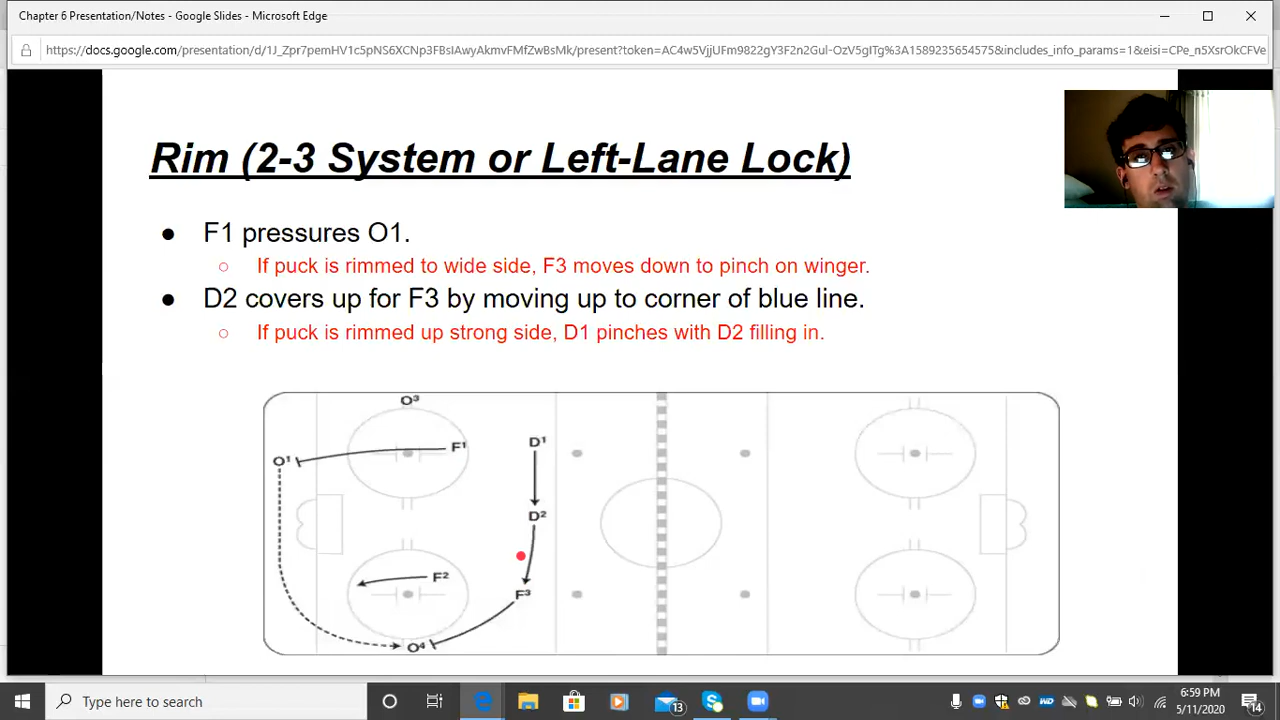 Chapter 6 Presentation/Notes - Google Slides - Microsoft Edge
https://docs.google.com/presentation/d/1J_Zpr7pemHV1c5pNS6XCNp3FBsIAwyAkmvFMfZwBsMk/present?token=AC4w5VjjUFm9822gY3F2n2Gul-OzV5gITg%3A1589235654575&includes_info_params=1&eisi=CPe_n5XsrOkCFVe
Rim (2-3 System or Left-Lane Lock)
● F1 pressures O1.
○ If puck is rimmed to wide side, F3 moves down to pinch on winger.
● D2 covers up for F3 by moving up to corner of blue line.
○ If puck is rimmed up strong side, D1 pinches with D2 filling in.
O3
D1
F1
O1
D2
F2
F3
O4
Type here to search
13
WD
6:59 PM
5/11/2020
14